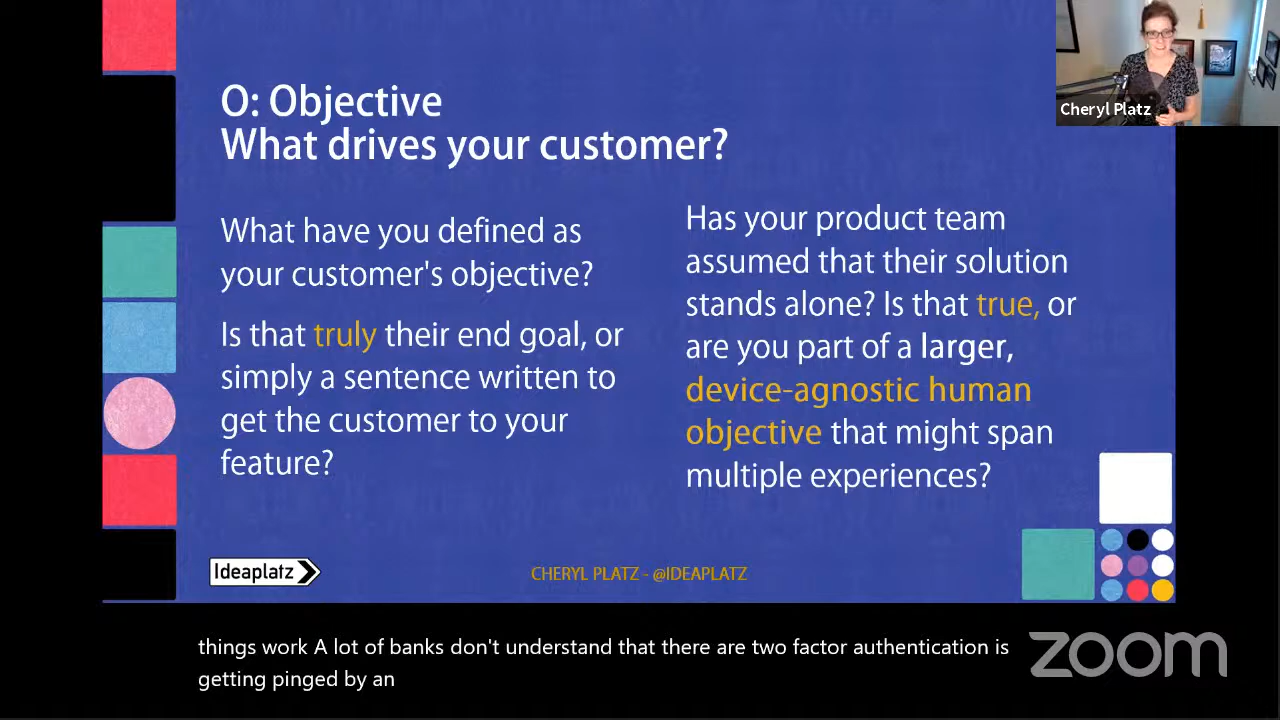 O: Objective
What drives your customer?
What have you defined as
your customer's objective?
Is that truly their end goal, or
simply a sentence written to
get the customer to your
feature?
Has your product team
assumed that their solution
stands alone? Is that true, or
are you part of a larger,
device-agnostic human
objective that might span
multiple experiences?
Ideaplatz
CHERYL PLATZ - @IDEAPLATZ
Cheryl Platz
things work A lot of banks don't understand that there are two factor authentication is
getting pinged by an
zoom